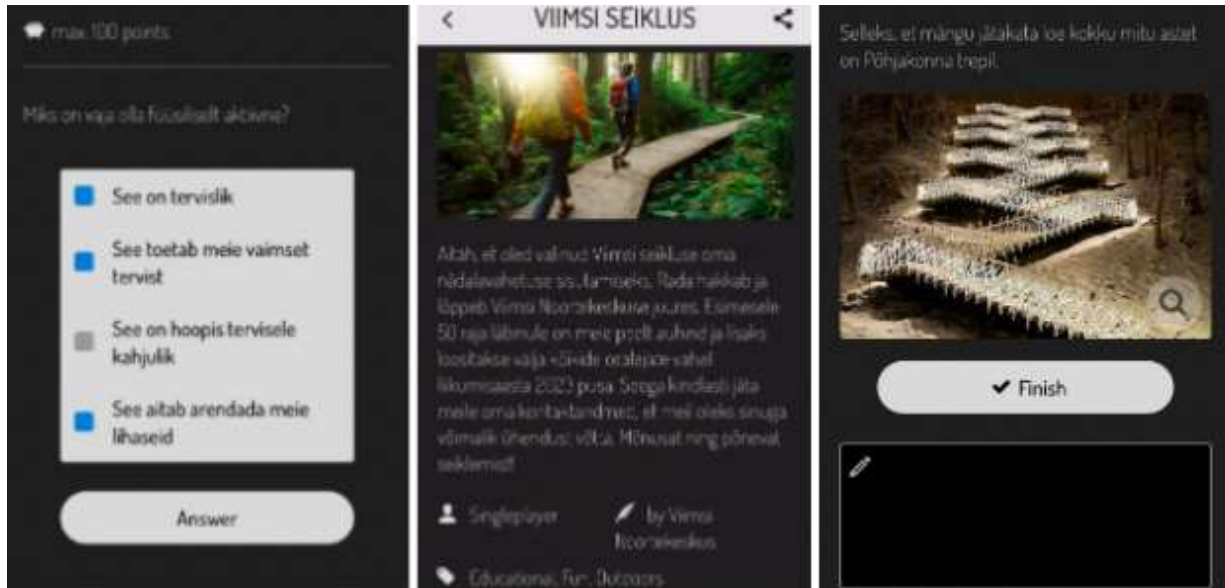 max. 100 points
Miks on vaja olla füüsiliselt aktiivne?
See on tervislik
See toetab meie vaimset
tervist
See on hoopis tervisele
kahjulik
See aitab arendada meie
lihaseid
Answer
VIIMSI SEIKLUS
Aitäh, et oled valinud Viimsi seikluse oma
nädalavahetuse sisutamiseks. Rada hakkab ja
lõppeb Viimsi Noortekeskuse juures. Esimesele
50 raja läbinule on meie poolt auhind ja lisaks
loositakse välja kõikide osalejate vahel
liikumisaasta 2023 pusa. Seega kindlasti jäta
meile oma kontaktandmed, et meil oleks sinuga
võimalik ühendust võtta. Mõnusat ning põnevat
seiklemist!
Singleplayer
by Viimsi
Noortekeskus
Educational, Fun, Outdoors
Selleks, et mängu jätkata loe kokku mitu astet
on Põhjakonna trepil.
Finish